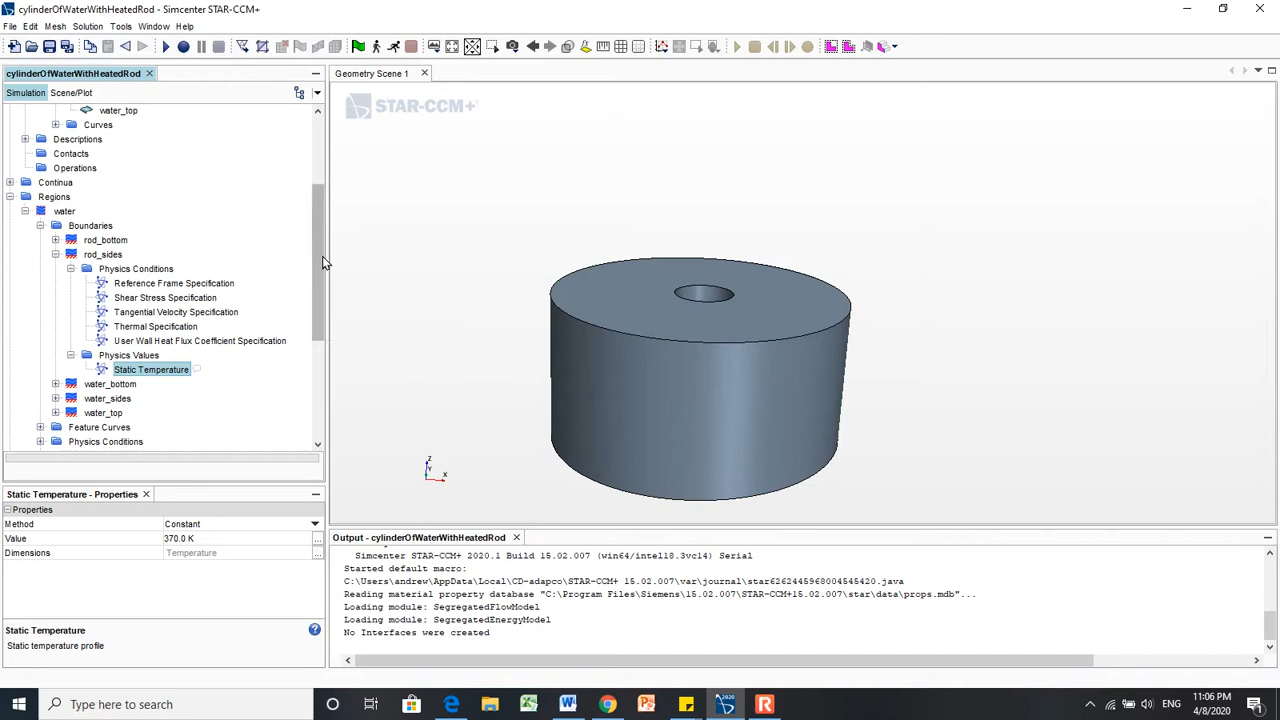 cylinderOfWaterWithHeatedRod - Simcenter STAR-CCM+
File Edit Mesh Solution Tools Window Help
cylinderOfWaterWithHeatedRod
Geometry Scene 1
Simulation Scene/Plot
STAR-CCM+
water_top
Curves
Descriptions
Contacts
Operations
Continua
Regions
water
Boundaries
rod_bottom
rod_sides
Physics Conditions
Reference Frame Specification
Shear Stress Specification
Tangential Velocity Specification
Thermal Specification
User Wall Heat Flux Coefficient Specification
Physics Values
Static Temperature
water_bottom
water_sides
water_top
Feature Curves
Physics Conditions
Z
Y
X
Static Temperature - Properties
Properties
Method Constant
Value 370.0 K
Dimensions Temperature
Static Temperature
Static temperature profile
Output - cylinderOfWaterWithHeatedRod
Simcenter STAR-CCM+ 2020.1 Build 15.02.007 (win64/intel18.3vc14) Serial
Started default macro:
C:\Users\andrew\AppData\Local\CD-adapco\STAR-CCM+ 15.02.007\var\journal\star6262445968004545420.java
Reading material property database "C:\Program Files\Siemens\15.02.007\STAR-CCM+15.02.007\star\data\props.mdb"...
Loading module: SegregatedFlowModel
Loading module: SegregatedEnergyModel
No Interfaces were created
Type here to search
ENG
11:06 PM
4/8/2020